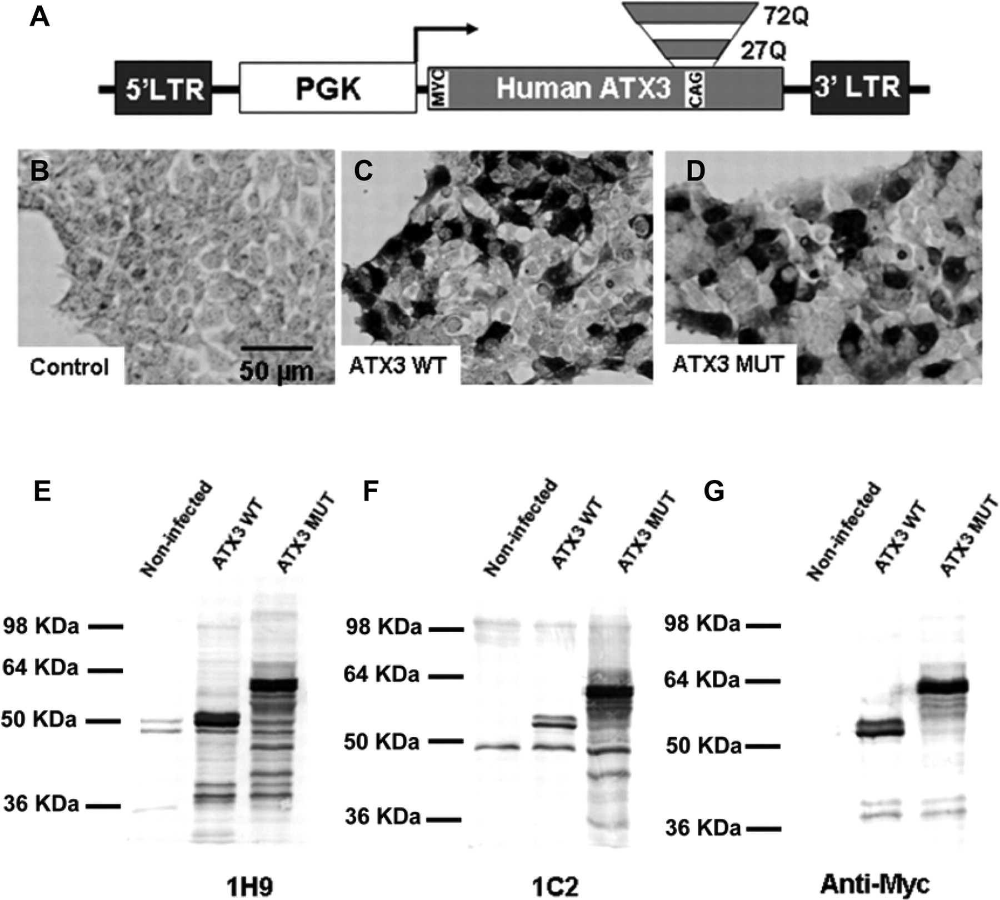 A
72Q
27Q
5'LTR
PGK
MYC
Human ATX3
CAG
3' LTR
B
Control
50 µm
C
ATX3 WT
D
ATX3 MUT
E
Non-infected
ATX3 WT
ATX3 MUT
98 KDa
64 KDa
50 KDa
36 KDa
1H9
F
Non-infected
ATX3 WT
ATX3 MUT
98 KDa
64 KDa
50 KDa
36 KDa
1C2
G
Non-infected
ATX3 WT
ATX3 MUT
98 KDa
64 KDa
50 KDa
36 KDa
Anti-Myc